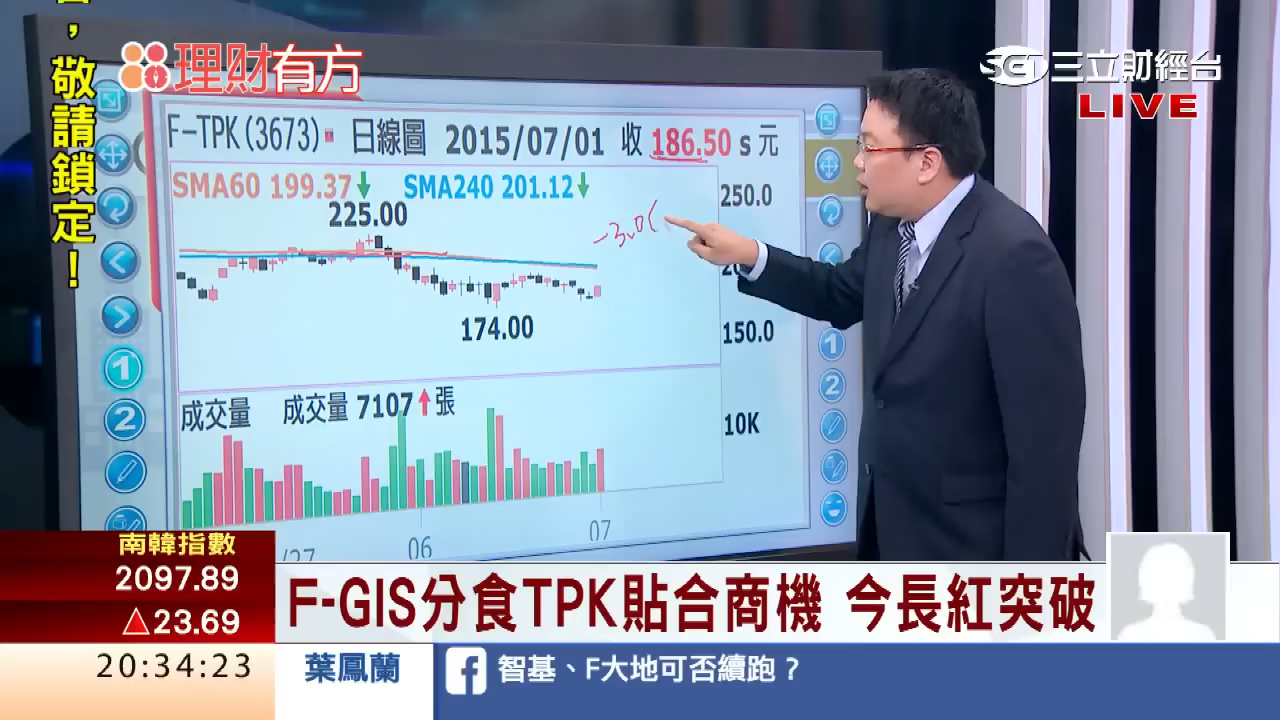 ，敬請鎖定！
理財有方
三立財經台
LIVE
F-TPK(3673) 日線圖 2015/07/01 收 186.50 s 元
SMA60 199.37↓ SMA240 201.12↓
225.00
250.0
174.00
150.0
成交量 成交量 7107↑張
10K
06
07
1
2
1
2
南韓指數
2097.89
▲23.69
F-GIS分食TPK貼合商機 今長紅突破
20:34:23
葉鳳蘭
智基、F大地可否續跑？